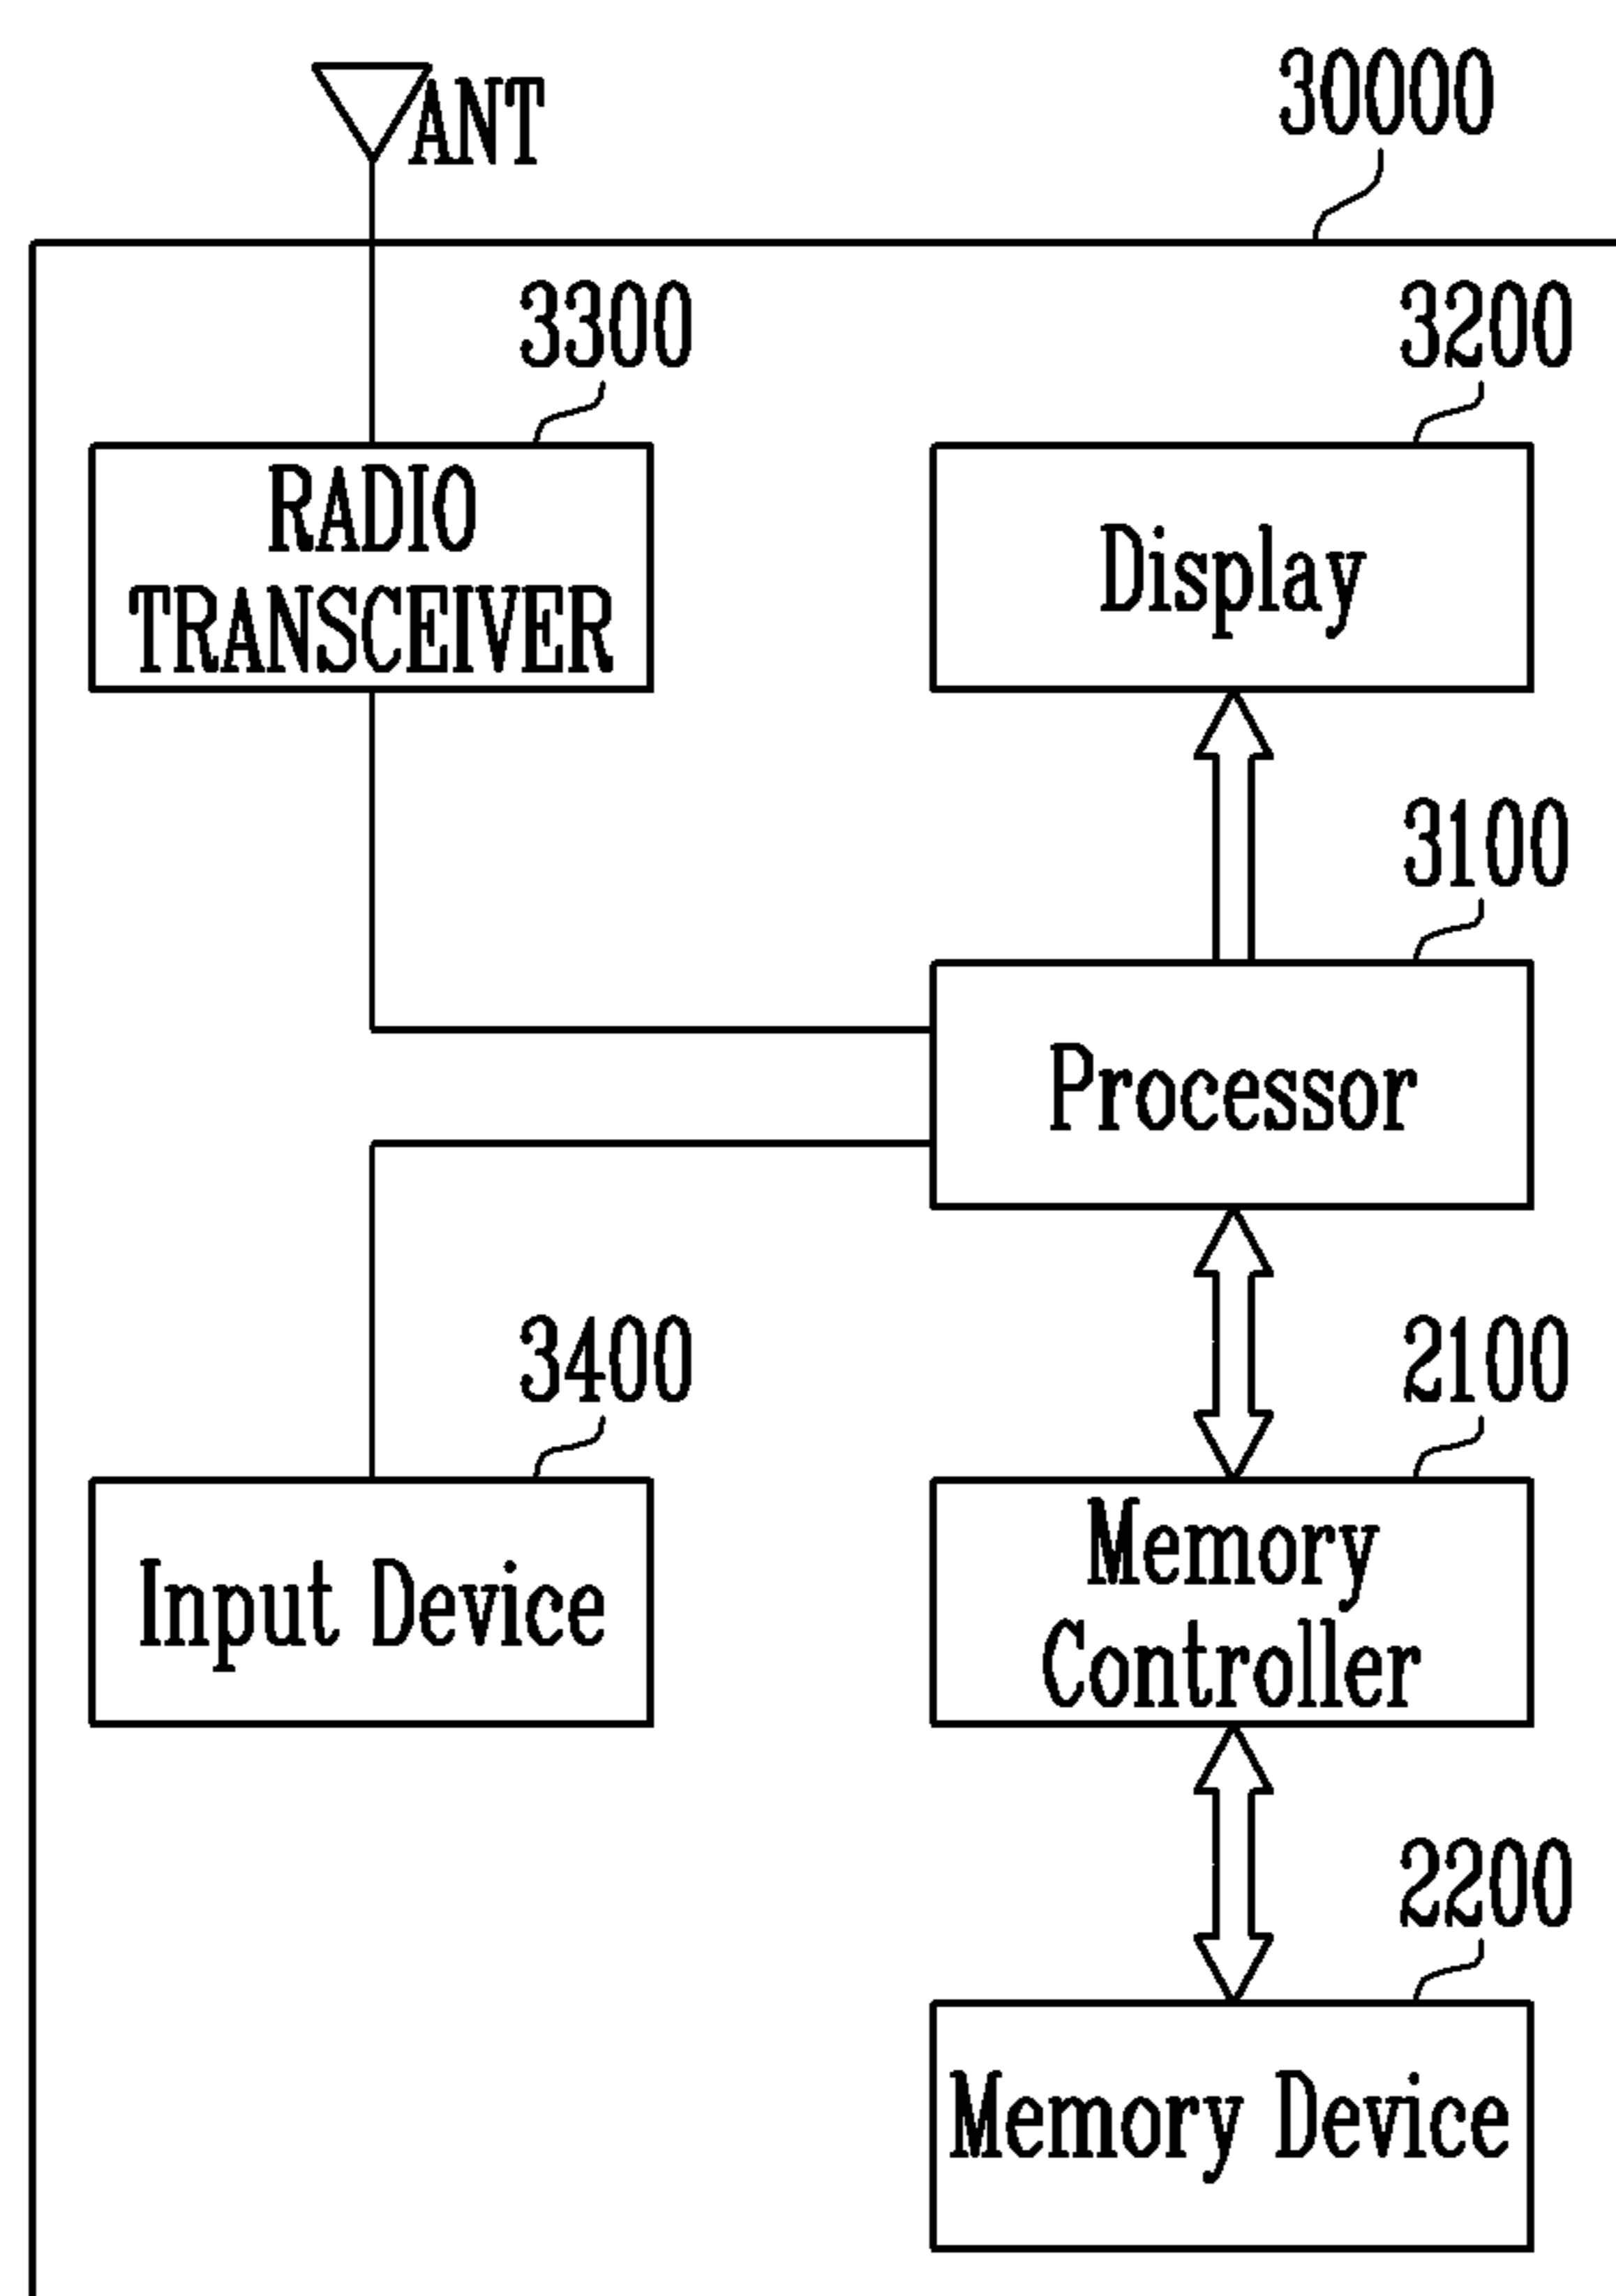 ANT
30000
3300
3200
RADIO
TRANSCEIVER
Display
3100
Processor
3400
2100
Input Device
Memory
Controller
2200
Memory Device